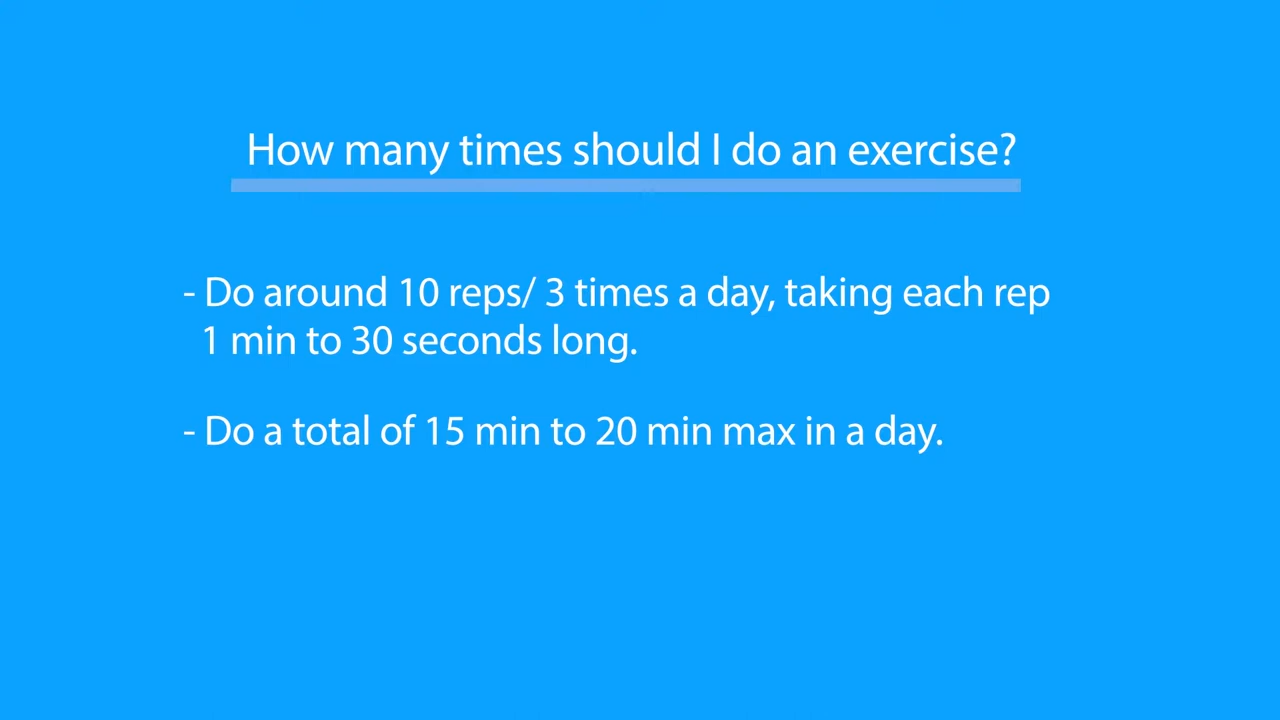 How many times should I do an exercise?
- Do around 10 reps/ 3 times a day, taking each rep
1 min to 30 seconds long.
- Do a total of 15 min to 20 min max in a day.